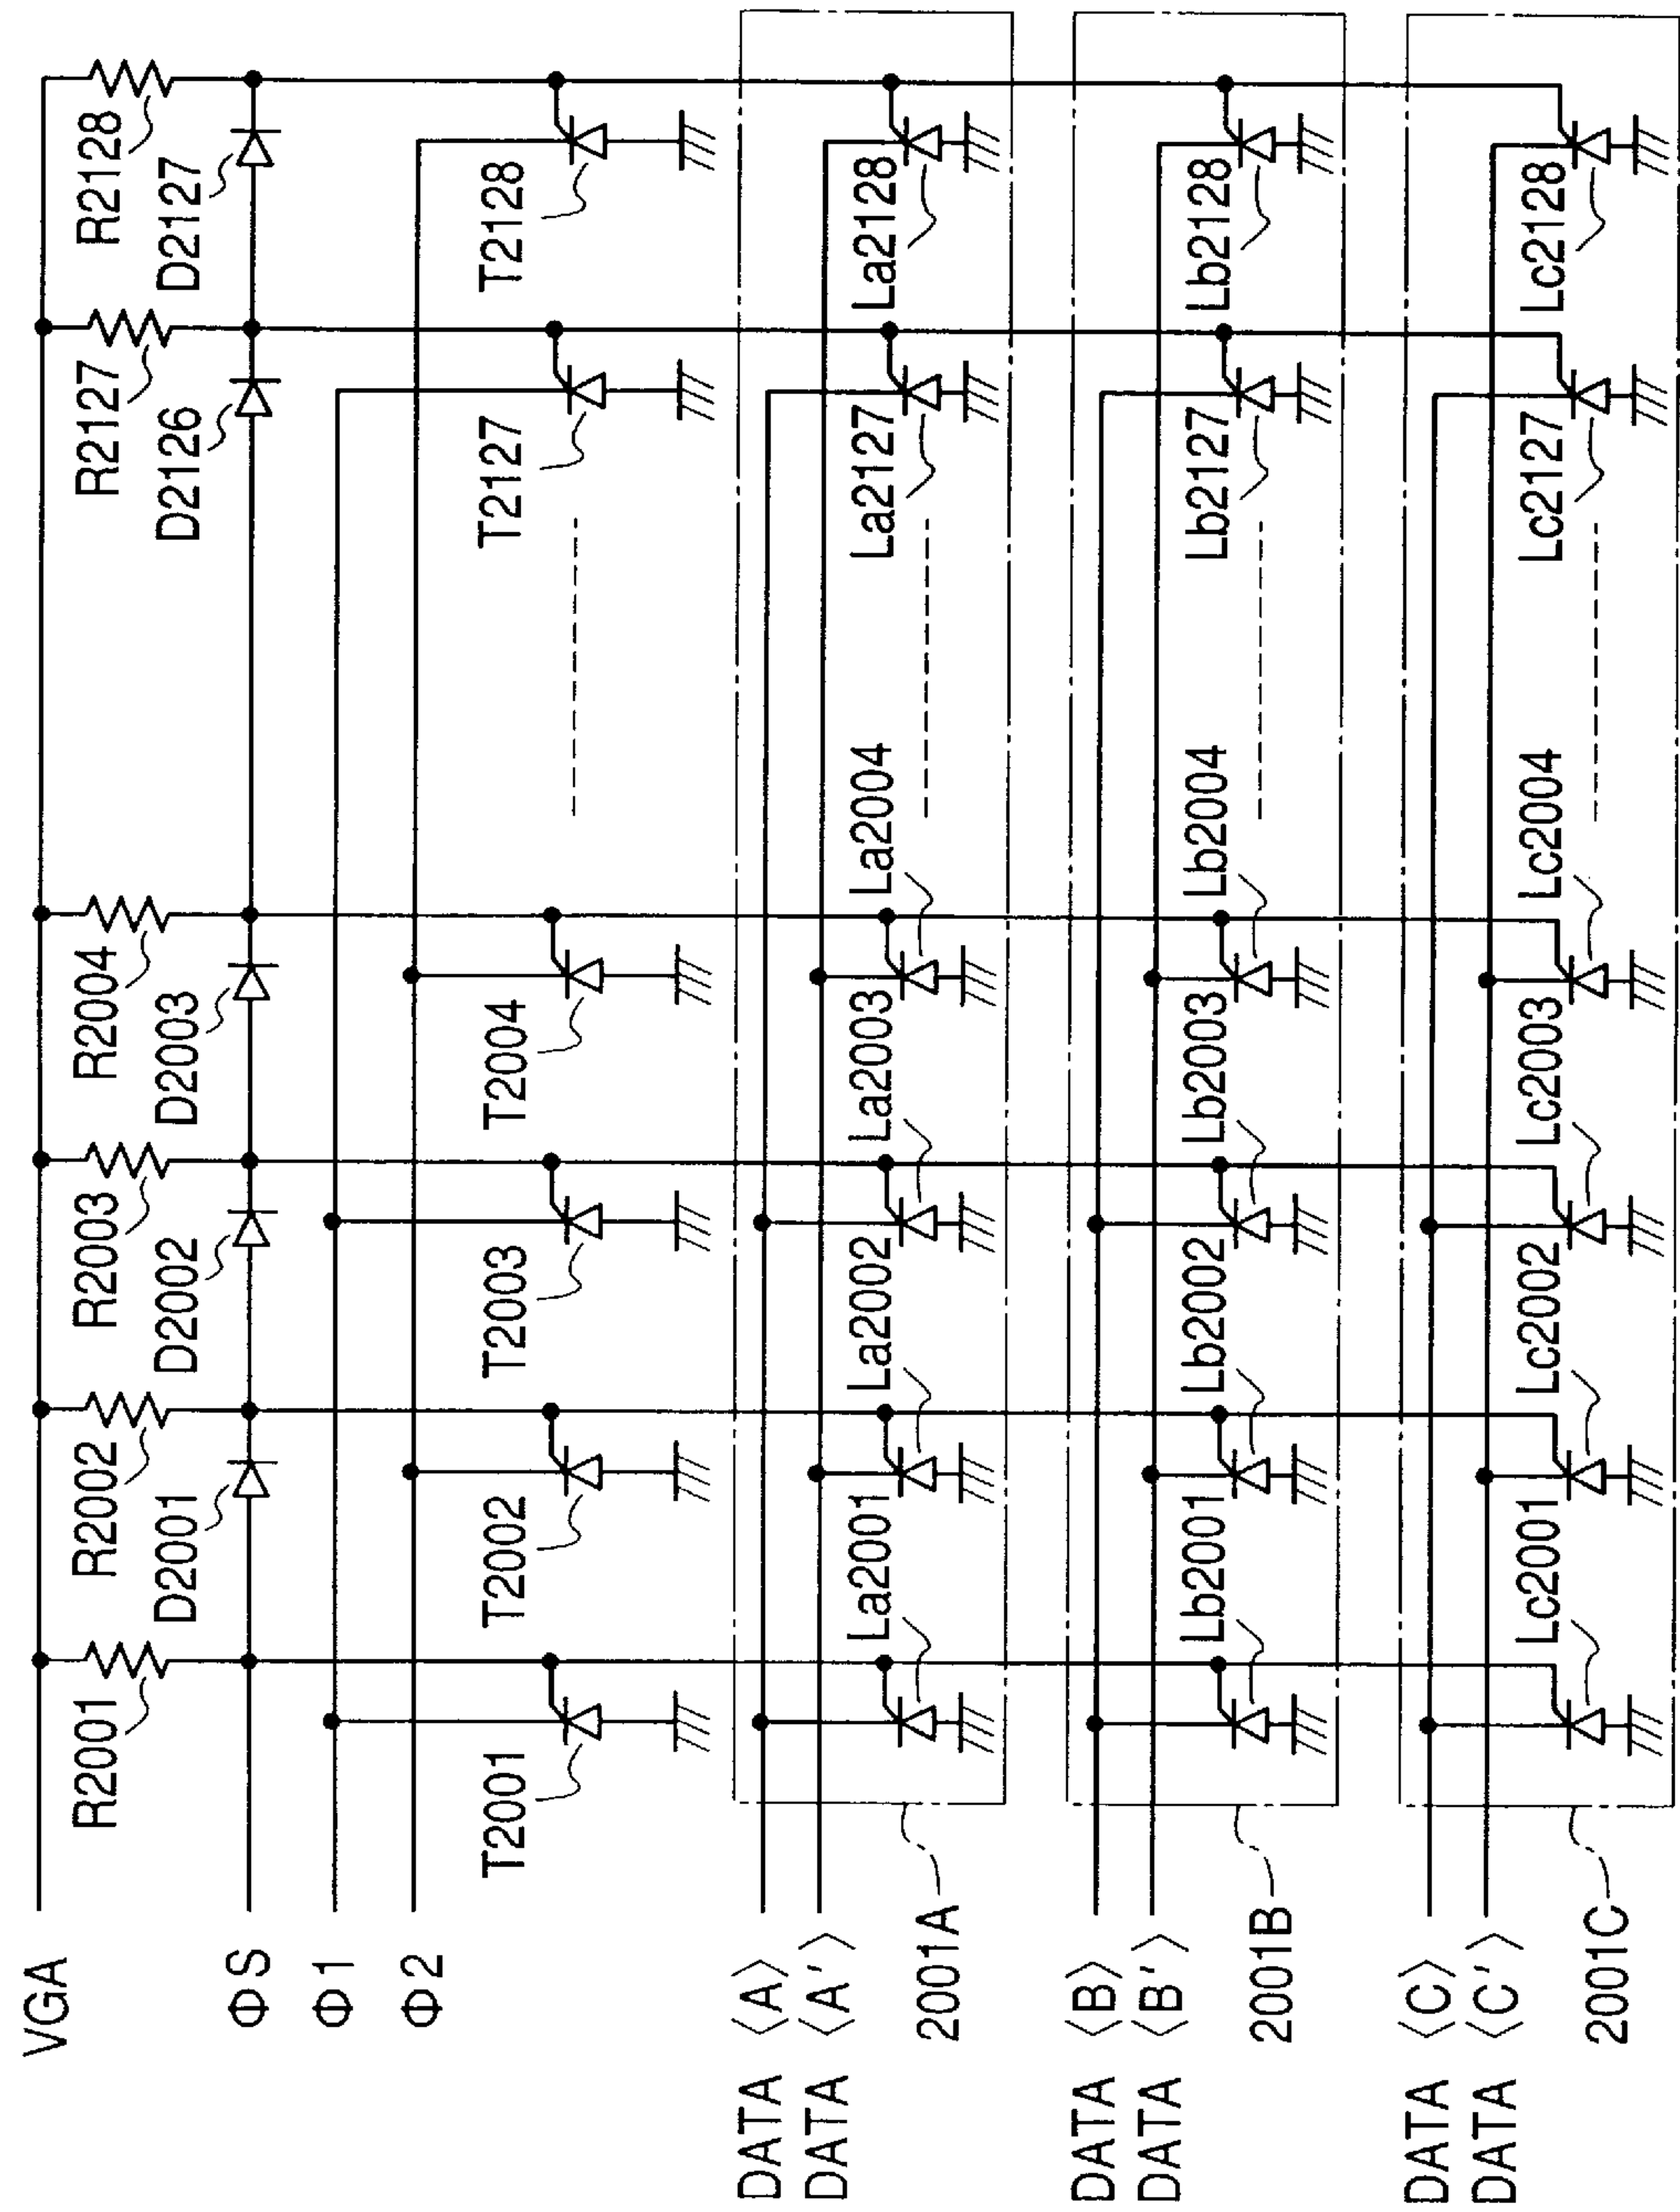 VGA
R2001
R2002
R2003
R2004
R2127
R2128
D2001
D2002
D2003
D2126
D2127
ΦS
Φ1
Φ2
T2001
T2002
T2003
T2004
T2127
T2128
DATA 〈A〉
DATA 〈A'〉
La2001
La2002
La2003
La2004
La2127
La2128
2001A
DATA 〈B〉
DATA 〈B'〉
Lb2001
Lb2002
Lb2003
Lb2004
Lb2127
Lb2128
2001B
DATA 〈C〉
DATA 〈C'〉
Lc2001
Lc2002
Lc2003
Lc2004
Lc2127
Lc2128
2001C